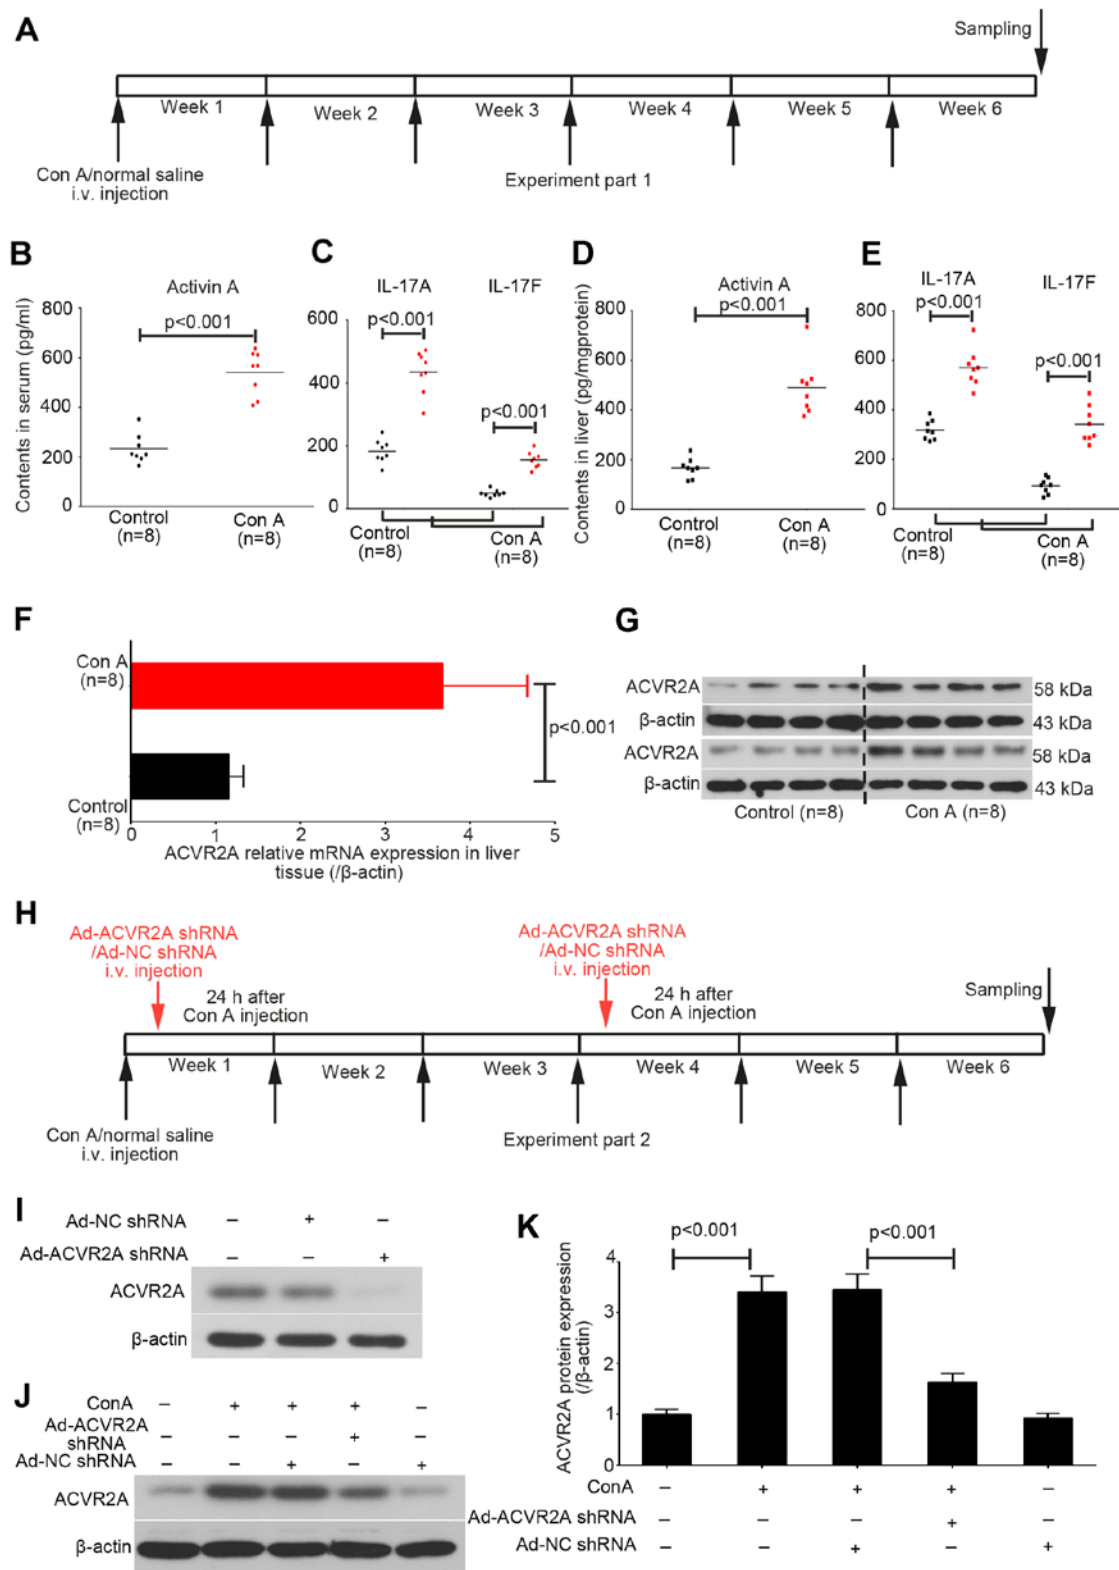 A
Sampling
Week 1
Week 2
Week 3
Week 4
Week 5
Week 6
Con A/normal saline
i.v. injection
Experiment part 1
B
Activin A
p<0.001
Contents in serum (pg/ml)
800
600
400
200
0
Control
(n=8)
Con A
(n=8)
C
IL-17A
IL-17F
p<0.001
p<0.001
600
400
200
0
Control
(n=8)
Con A
(n=8)
D
Activin A
p<0.001
Contents in liver (pg/mgprotein)
800
600
400
200
0
Control
(n=8)
Con A
(n=8)
E
IL-17A
IL-17F
p<0.001
p<0.001
800
600
400
200
0
Control
(n=8)
Con A
(n=8)
F
Con A
(n=8)
Control
(n=8)
p<0.001
0 1 2 3 4 5
ACVR2A relative mRNA expression in liver
tissue (/β-actin)
G
ACVR2A 58 kDa
β-actin 43 kDa
ACVR2A 58 kDa
β-actin 43 kDa
Control (n=8) Con A (n=8)
H
Ad-ACVR2A shRNA
/Ad-NC shRNA
i.v. injection
24 h after
Con A injection
Ad-ACVR2A shRNA
/Ad-NC shRNA
i.v. injection
24 h after
Con A injection
Sampling
Week 1
Week 2
Week 3
Week 4
Week 5
Week 6
Con A/normal saline
i.v. injection
Experiment part 2
I
Ad-NC shRNA – + –
Ad-ACVR2A shRNA – – +
ACVR2A
β-actin
J
ConA – + + + –
Ad-ACVR2A
shRNA – – – + –
Ad-NC shRNA – – + – +
ACVR2A
β-actin
K
p<0.001
p<0.001
ACVR2A protein expression
(/β-actin)
4
3
2
1
0
ConA – + + + –
Ad-ACVR2A shRNA – – – + –
Ad-NC shRNA – – + – +